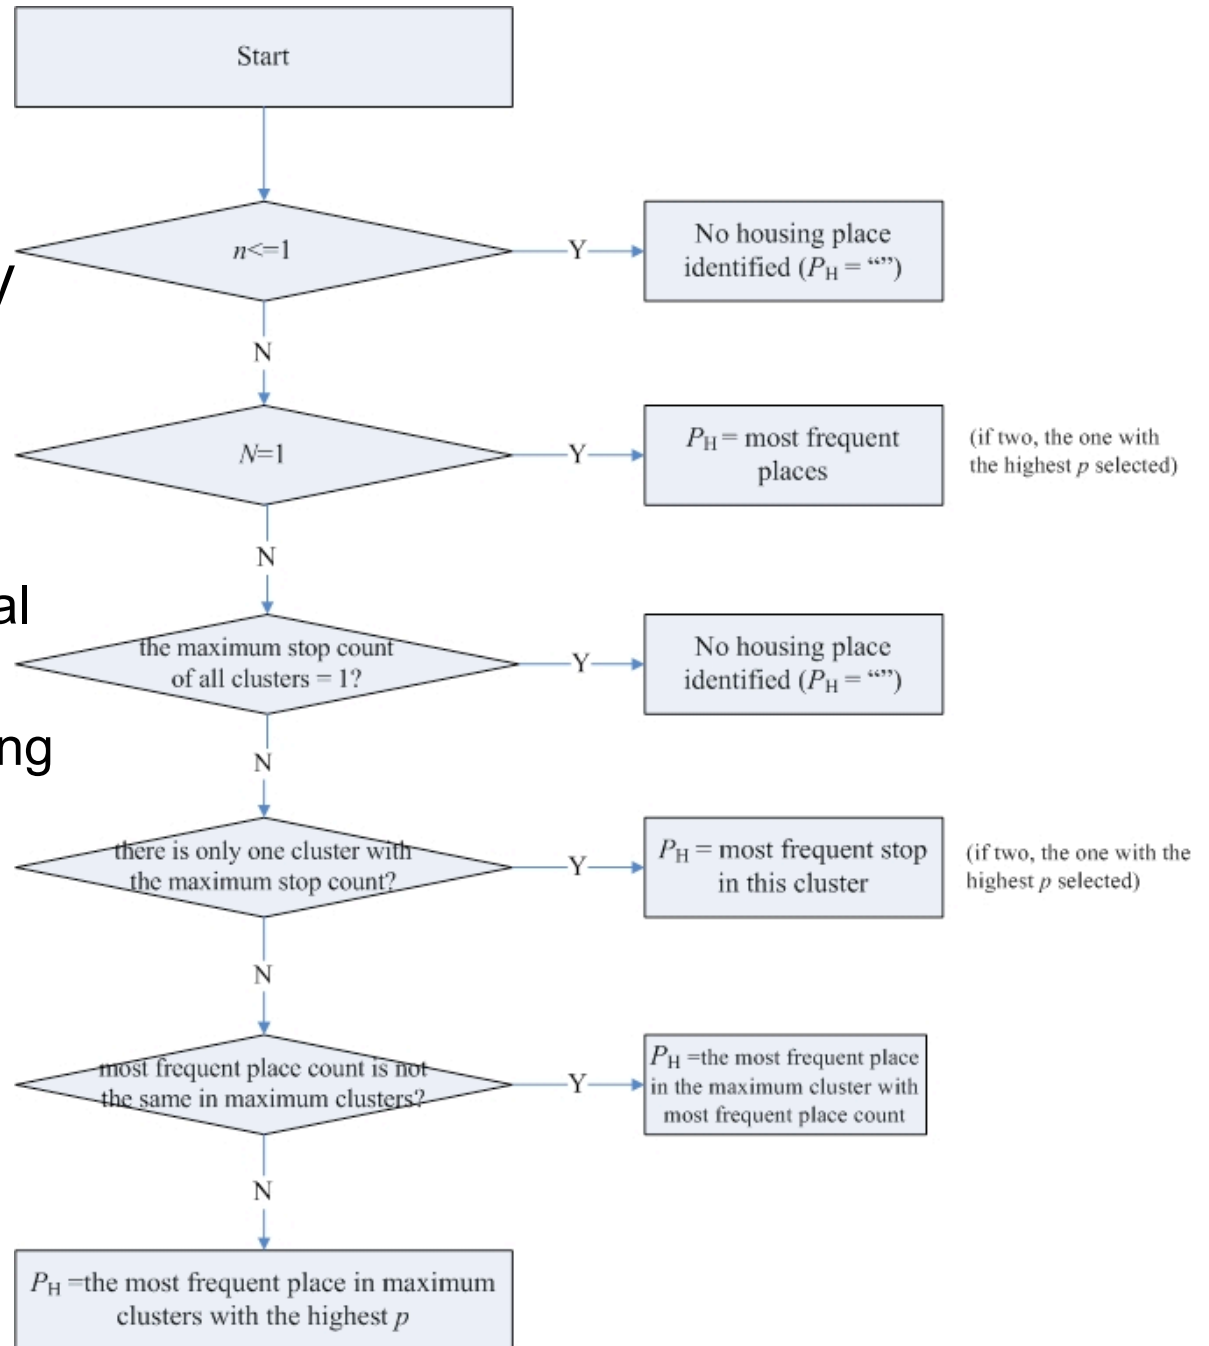 Start
n<=1
Y
No housing place
identified (PH = “”)
y
N
N=1
Y
PH = most frequent
places
(if two, the one with
the highest p selected)
N
al
the maximum stop count
of all clusters = 1?
Y
No housing place
identified (PH = “”)
ng
N
there is only one cluster with
the maximum stop count?
Y
PH = most frequent stop
in this cluster
(if two, the one with the
highest p selected)
N
most frequent place count is not
the same in maximum clusters?
Y
PH =the most frequent place
in the maximum cluster with
most frequent place count
N
PH =the most frequent place in maximum
clusters with the highest p